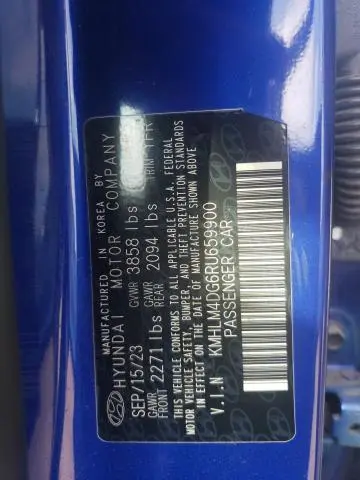 MANUFACTURED IN KOREA BY
HYUNDAI MOTOR COMPANY
SEP/15/23 GVWR 3858 lbs
GAWR FRONT 2271 lbs GAWR REAR 2094 lbs
THIS VEHICLE CONFORMS TO ALL APPLICABLE U.S.A. FEDERAL
MOTOR VEHICLE SAFETY, BUMPER, AND THEFT PREVENTION STANDARDS
IN EFFECT ON THE DATE OF MANUFACTURE SHOWN ABOVE
V.I.N KMHLM4DG6RU659900
PASSENGER CAR